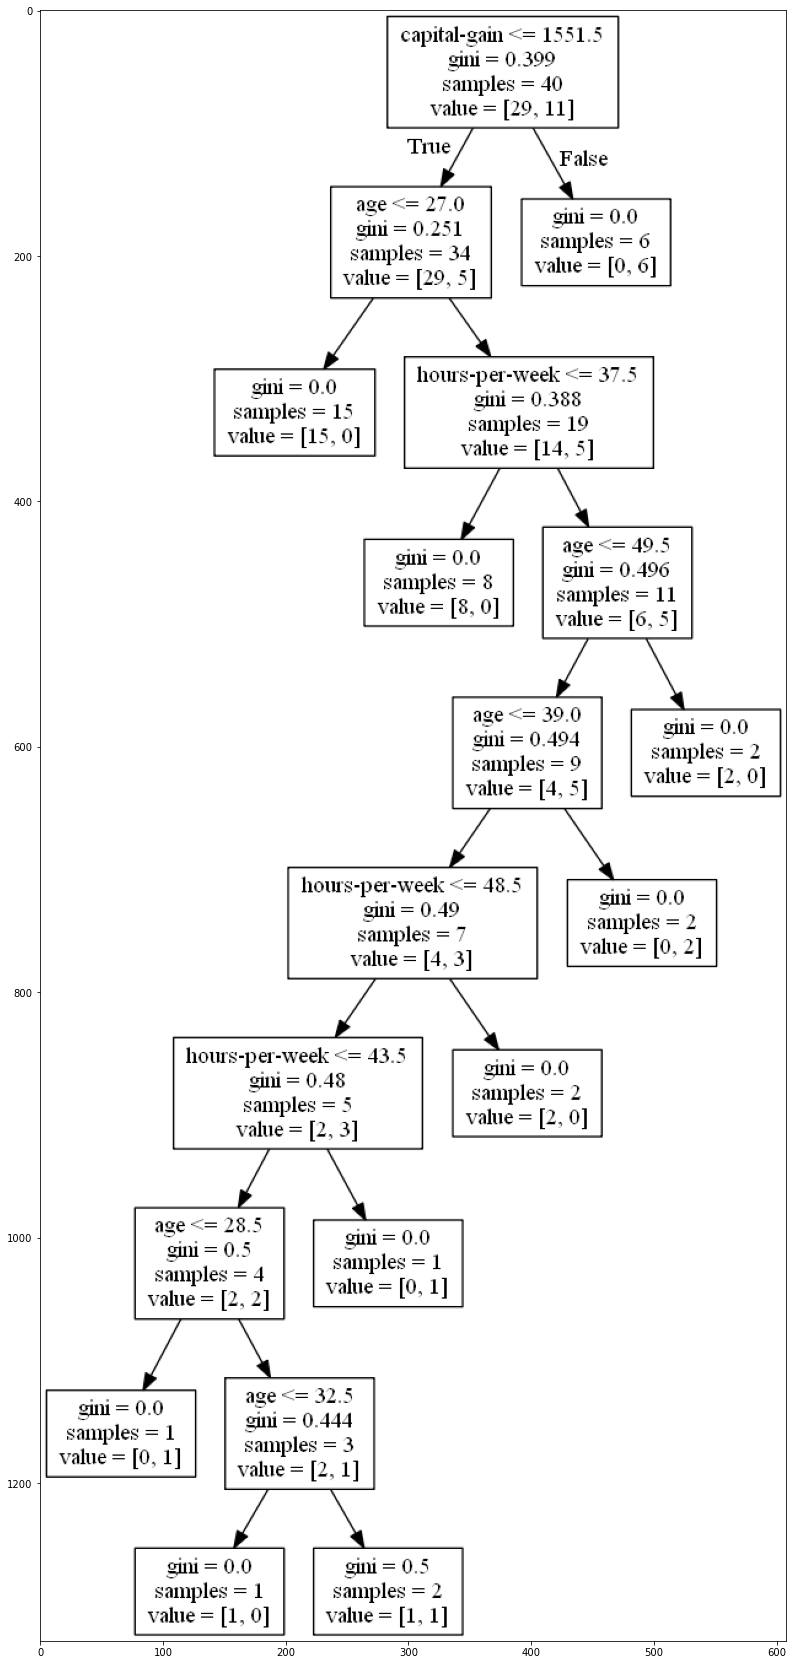 0
capital-gain <= 1551.5
gini = 0.399
samples = 40
value = [29, 11]
True
False
age <= 27.0
gini = 0.251
samples = 34
value = [29, 5]
gini = 0.0
samples = 6
value = [0, 6]
200
gini = 0.0
samples = 15
value = [15, 0]
hours-per-week <= 37.5
gini = 0.388
samples = 19
value = [14, 5]
400
gini = 0.0
samples = 8
value = [8, 0]
age <= 49.5
gini = 0.496
samples = 11
value = [6, 5]
600
age <= 39.0
gini = 0.494
samples = 9
value = [4, 5]
gini = 0.0
samples = 2
value = [2, 0]
hours-per-week <= 48.5
gini = 0.49
samples = 7
value = [4, 3]
gini = 0.0
samples = 2
value = [0, 2]
800
hours-per-week <= 43.5
gini = 0.48
samples = 5
value = [2, 3]
gini = 0.0
samples = 2
value = [2, 0]
1000
age <= 28.5
gini = 0.5
samples = 4
value = [2, 2]
gini = 0.0
samples = 1
value = [0, 1]
gini = 0.0
samples = 1
value = [0, 1]
age <= 32.5
gini = 0.444
samples = 3
value = [2, 1]
1200
gini = 0.0
samples = 1
value = [1, 0]
gini = 0.5
samples = 2
value = [1, 1]
0
100
200
300
400
500
600